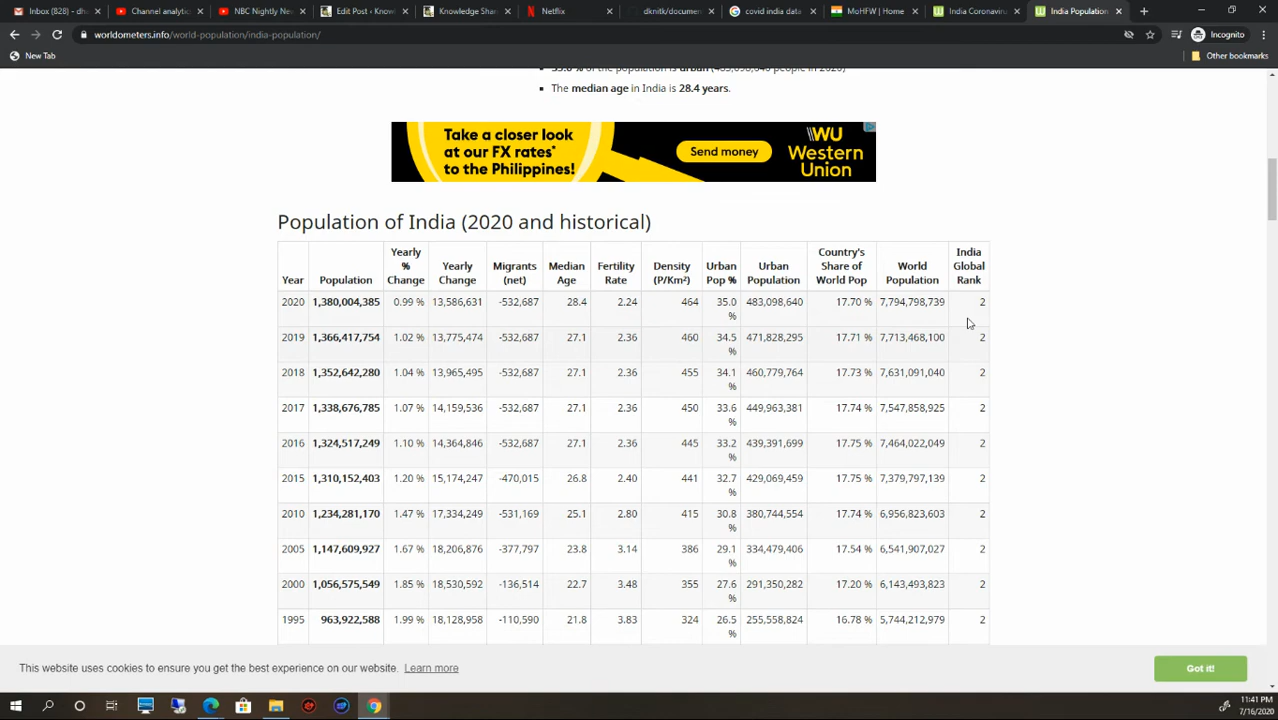 Inbox (828) - dh
Channel analytic
NBC Nightly Ne
Edit Post ‹ Know
Knowledge Shar
Netflix
dknitk/documen
covid india data
MoHFW | Home
India Coronavir
India Population
worldometers.info/world-population/india-population/
Incognito
New Tab
Other bookmarks
35.0 % of the population is urban (483,098,640 people in 2020)
The median age in India is 28.4 years.
Take a closer look
at our FX rates*
to the Philippines!
Send money
WU
Western
Union
Population of India (2020 and historical)
Year Population Yearly % Change Yearly Change Migrants (net) Median Age Fertility Rate Density (P/Km²) Urban Pop % Urban Population Country's Share of World Pop World Population India Global Rank
2020 1,380,004,385 0.99 % 13,586,631 -532,687 28.4 2.24 464 35.0 % 483,098,640 17.70 % 7,794,798,739 2
2019 1,366,417,754 1.02 % 13,775,474 -532,687 27.1 2.36 460 34.5 % 471,828,295 17.71 % 7,713,468,100 2
2018 1,352,642,280 1.04 % 13,965,495 -532,687 27.1 2.36 455 34.1 % 460,779,764 17.73 % 7,631,091,040 2
2017 1,338,676,785 1.07 % 14,159,536 -532,687 27.1 2.36 450 33.6 % 449,963,381 17.74 % 7,547,858,925 2
2016 1,324,517,249 1.10 % 14,364,846 -532,687 27.1 2.36 445 33.2 % 439,391,699 17.75 % 7,464,022,049 2
2015 1,310,152,403 1.20 % 15,174,247 -470,015 26.8 2.40 441 32.7 % 429,069,459 17.75 % 7,379,797,139 2
2010 1,234,281,170 1.47 % 17,334,249 -531,169 25.1 2.80 415 30.8 % 380,744,554 17.74 % 6,956,823,603 2
2005 1,147,609,927 1.67 % 18,206,876 -377,797 23.8 3.14 386 29.1 % 334,479,406 17.54 % 6,541,907,027 2
2000 1,056,575,549 1.85 % 18,530,592 -136,514 22.7 3.48 355 27.6 % 291,350,282 17.20 % 6,143,493,823 2
1995 963,922,588 1.99 % 18,128,958 -110,590 21.8 3.83 324 26.5 % 255,558,824 16.78 % 5,744,212,979 2
This website uses cookies to ensure you get the best experience on our website. Learn more
Got it!
11:41 PM
7/16/2020